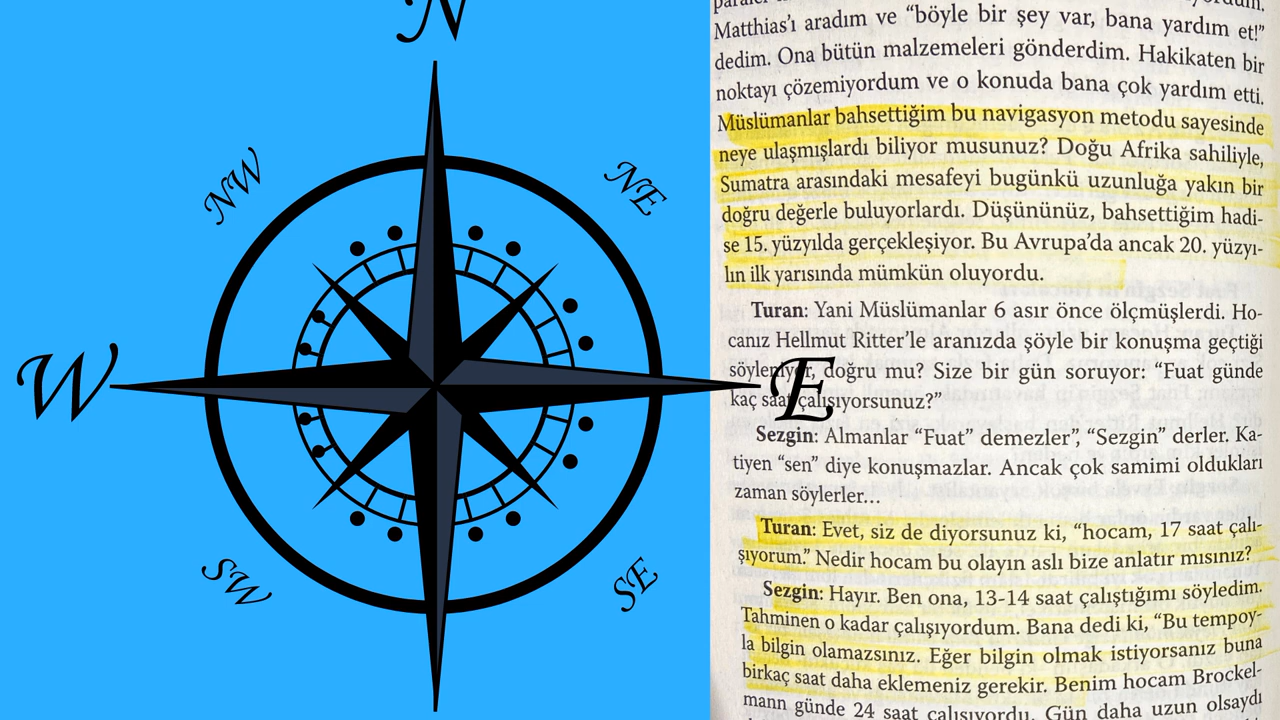 N
NW
NE
W
E
SW
SE
Matthias’ı aradım ve “böyle bir şey var, bana yardım et!”
dedim. Ona bütün malzemeleri gönderdim. Hakikaten bir
noktayı çözemiyordum ve o konuda bana çok yardım etti.
Müslümanlar bahsettiğim bu navigasyon metodu sayesinde
neye ulaşmışlardı biliyor musunuz? Doğu Afrika sahiliyle,
Sumatra arasındaki mesafeyi bugünkü uzunluğa yakın bir
doğru değerle buluyorlardı. Düşününüz, bahsettiğim hadi-
se 15. yüzyılda gerçekleşiyor. Bu Avrupa’da ancak 20. yüzyı-
lın ilk yarısında mümkün oluyordu.
Turan: Yani Müslümanlar 6 asır önce ölçmüşlerdi. Ho-
canız Hellmut Ritter’le aranızda şöyle bir konuşma geçtiği
söyleniyor, doğru mu? Size bir gün soruyor: “Fuat günde
kaç saat çalışıyorsunuz?”
Sezgin: Almanlar “Fuat” demezler”, “Sezgin” derler. Ka-
tiyen “sen” diye konuşmazlar. Ancak çok samimi oldukları
zaman söylerler...
Turan: Evet, siz de diyorsunuz ki, “hocam, 17 saat çalı-
şıyorum.” Nedir hocam bu olayın aslı bize anlatır mısınız?
Sezgin: Hayır. Ben ona, 13-14 saat çalıştığımı söyledim.
Tahminen o kadar çalışıyordum. Bana dedi ki, “Bu tempoy-
la bilgin olamazsınız. Eğer bilgin olmak istiyorsanız buna
birkaç saat daha eklemeniz gerekir. Benim hocam Brockel-
mann günde 24 saat çalışıyordu. Gün daha uzun olsaydı